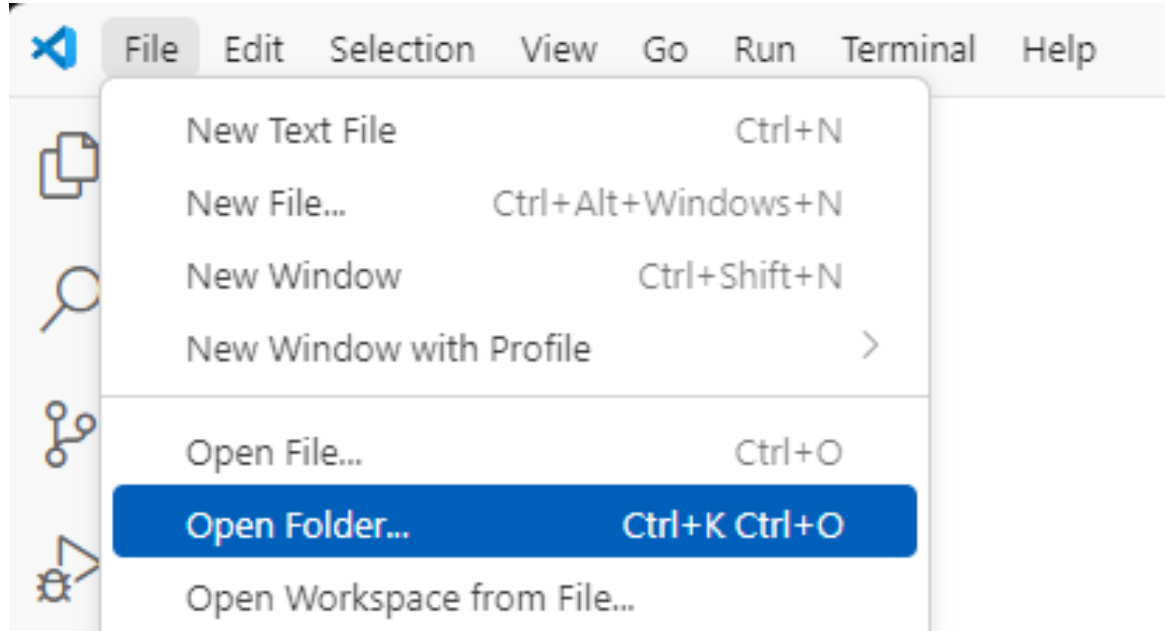 File Edit Selection View Go Run Terminal Help
New Text File Ctrl+N
New File... Ctrl+Alt+Windows+N
New Window Ctrl+Shift+N
New Window with Profile
Open File... Ctrl+O
Open Folder... Ctrl+K Ctrl+O
Open Workspace from File...